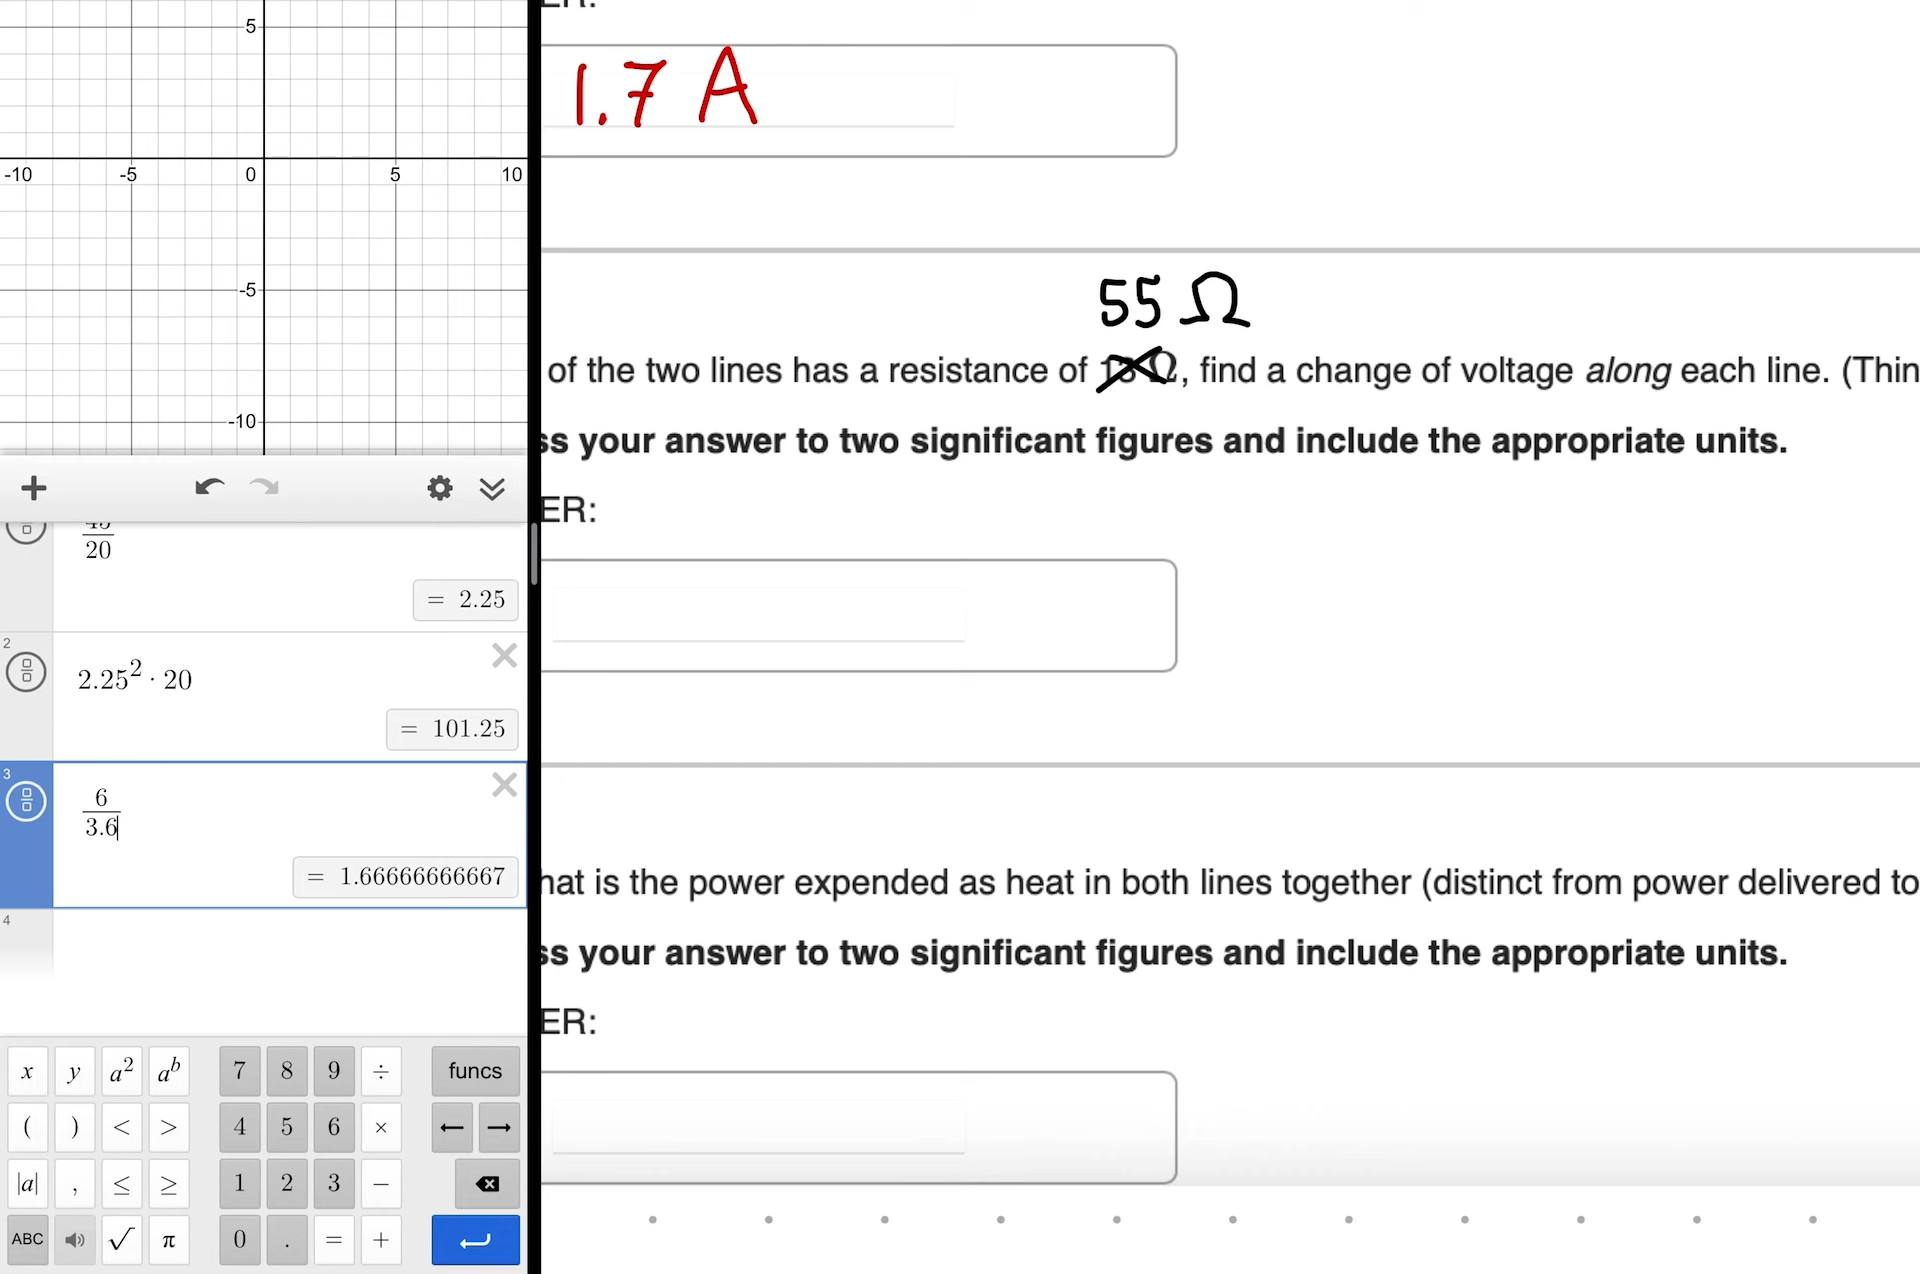 5
-10 -5 0 5 10
-5
-10
20
= 2.25
2
2.25² · 20
= 101.25
3
6
3.6
= 1.66666666667
4
x y a² aᵇ 7 8 9 ÷ funcs
( ) < > 4 5 6 × ← →
|a| , ≤ ≥ 1 2 3 −
ABC √ π 0 . = +
ER:
1.7 A
55 Ω
of the two lines has a resistance of 13 Ω, find a change of voltage along each line. (Thin
ss your answer to two significant figures and include the appropriate units.
ER:
hat is the power expended as heat in both lines together (distinct from power delivered to
ss your answer to two significant figures and include the appropriate units.
ER: